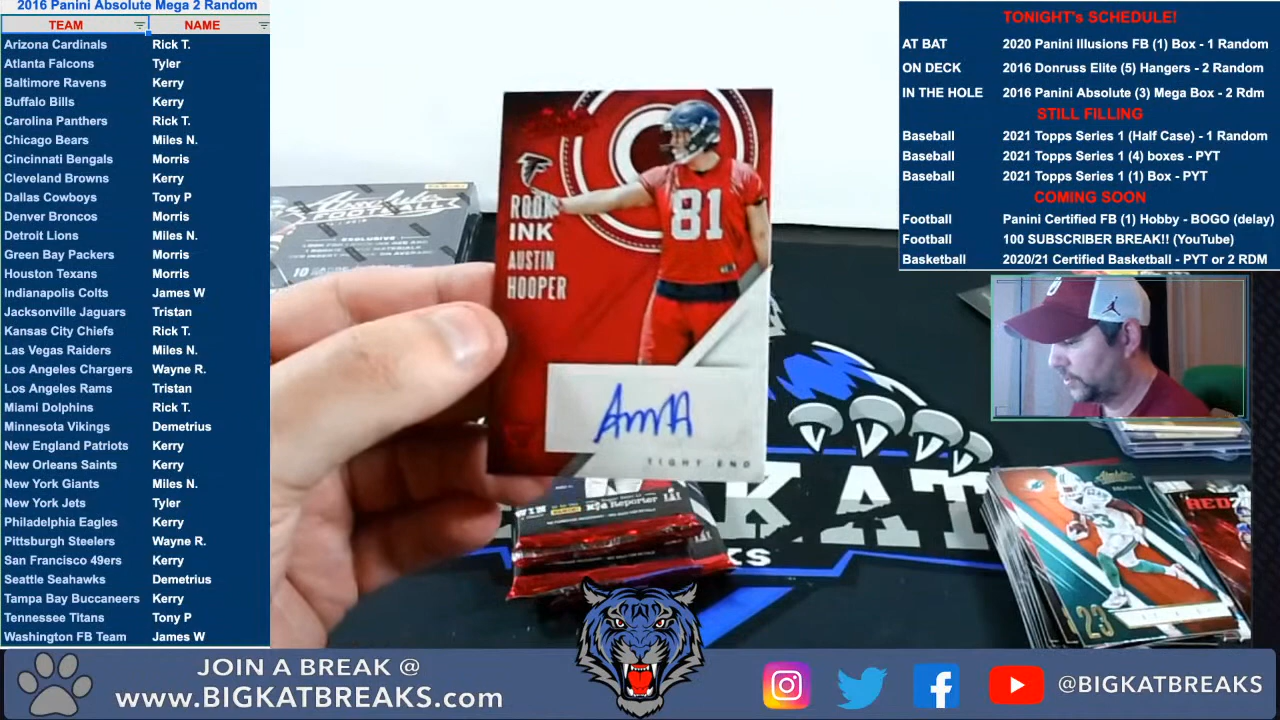 2016 Panini Absolute Mega 2 Random
TEAM NAME
Arizona Cardinals Rick T.
Atlanta Falcons Tyler
Baltimore Ravens Kerry
Buffalo Bills Kerry
Carolina Panthers Rick T.
Chicago Bears Miles N.
Cincinnati Bengals Morris
Cleveland Browns Kerry
Dallas Cowboys Tony P
Denver Broncos Morris
Detroit Lions Miles N.
Green Bay Packers Morris
Houston Texans Morris
Indianapolis Colts James W
Jacksonville Jaguars Tristan
Kansas City Chiefs Rick T.
Las Vegas Raiders Miles N.
Los Angeles Chargers Wayne R.
Los Angeles Rams Tristan
Miami Dolphins Rick T.
Minnesota Vikings Demetrius
New England Patriots Kerry
New Orleans Saints Kerry
New York Giants Miles N.
New York Jets Tyler
Philadelphia Eagles Kerry
Pittsburgh Steelers Wayne R.
San Francisco 49ers Kerry
Seattle Seahawks Demetrius
Tampa Bay Buccaneers Kerry
Tennessee Titans Tony P
Washington FB Team James W
TONIGHT's SCHEDULE!
AT BAT 2020 Panini Illusions FB (1) Box - 1 Random
ON DECK 2016 Donruss Elite (5) Hangers - 2 Random
IN THE HOLE 2016 Panini Absolute (3) Mega Box - 2 Rdm
STILL FILLING
Baseball 2021 Topps Series 1 (Half Case) - 1 Random
Baseball 2021 Topps Series 1 (4) boxes - PYT
Baseball 2021 Topps Series 1 (1) Box - PYT
COMING SOON
Football Panini Certified FB (1) Hobby - BOGO (delay)
Football 100 SUBSCRIBER BREAK!! (YouTube)
Basketball 2020/21 Certified Basketball - PYT or 2 RDM
Absolute
FOOTBALL
EXCLUSIVE
ROOK
INK
AUSTIN
HOOPER
81
TIGHT END
WIN
Reporter
KAT
KS
23
RED
JOIN A BREAK @
www.BIGKATBREAKS.com
@BIGKATBREAKS